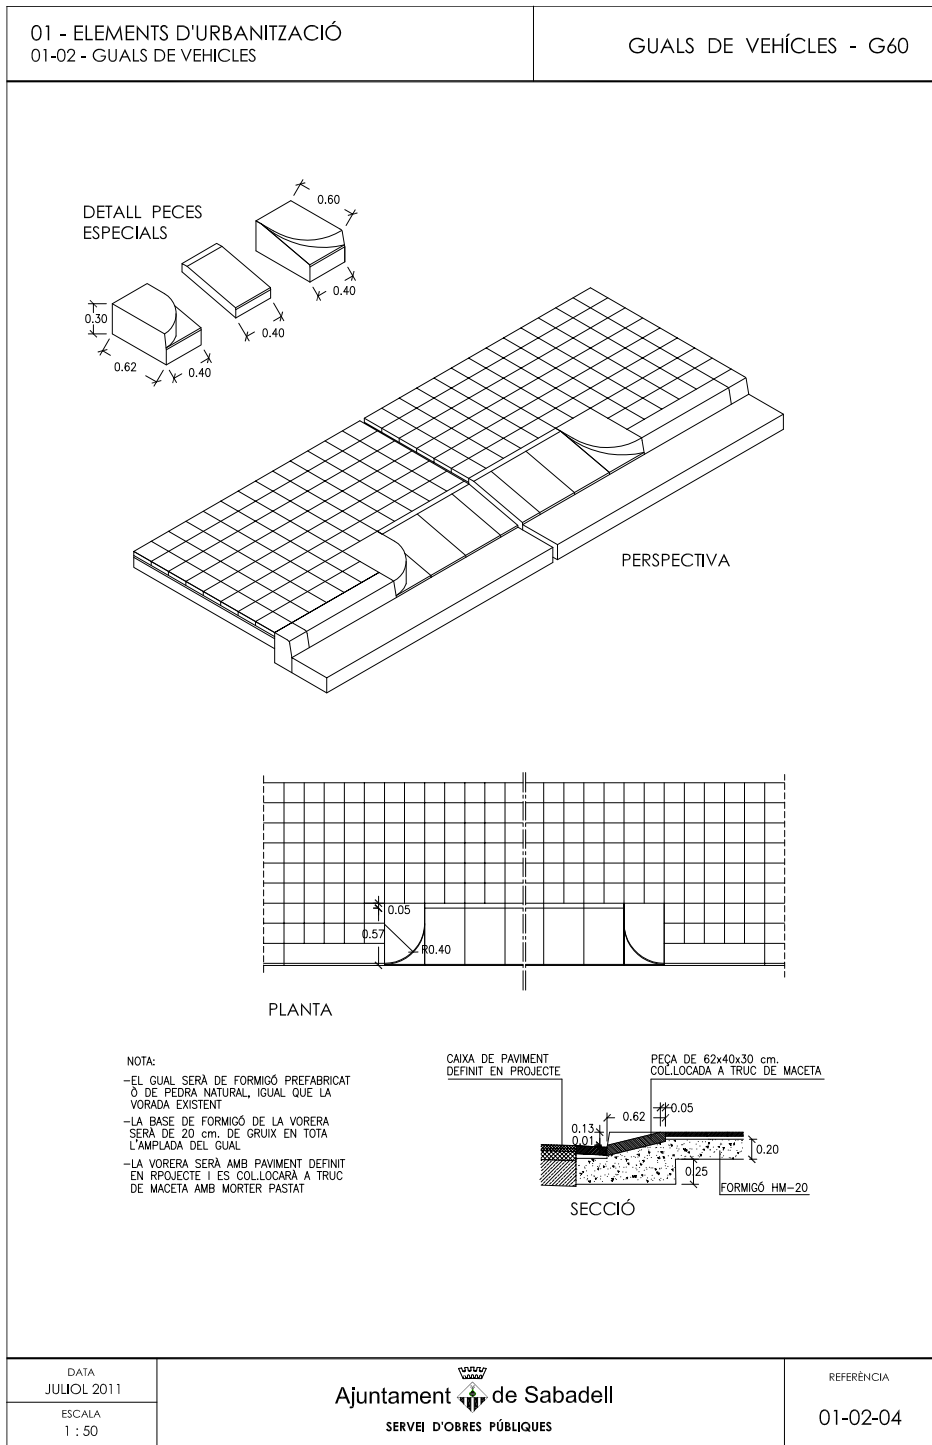 01 - ELEMENTS D'URBANITZACIÓ
01-02 - GUALS DE VEHICLES
GUALS DE VEHÍCLES - G60
DETALL PECES
ESPECIALS
0.60
0.40
0.40
0.30
0.62
0.40
PERSPECTIVA
0.05
0.57
R0.40
PLANTA
NOTA:
-EL GUAL SERÀ DE FORMIGÓ PREFABRICAT
Ò DE PEDRA NATURAL, IGUAL QUE LA
VORADA EXISTENT
-LA BASE DE FORMIGÓ DE LA VORERA
SERÀ DE 20 cm. DE GRUIX EN TOTA
L'AMPLADA DEL GUAL
-LA VORERA SERÀ AMB PAVIMENT DEFINIT
EN RPOJECTE I ES COL.LOCARÀ A TRUC
DE MACETA AMB MORTER PASTAT
CAIXA DE PAVIMENT
DEFINIT EN PROJECTE
PEÇA DE 62x40x30 cm.
COL.LOCADA A TRUC DE MACETA
0.62
0.05
0.13
0.01
0.20
0.25
FORMIGÓ HM-20
SECCIÓ
DATA
JULIOL 2011
ESCALA
1 : 50
Ajuntament de Sabadell
SERVEI D'OBRES PÚBLIQUES
REFERÈNCIA
01-02-04